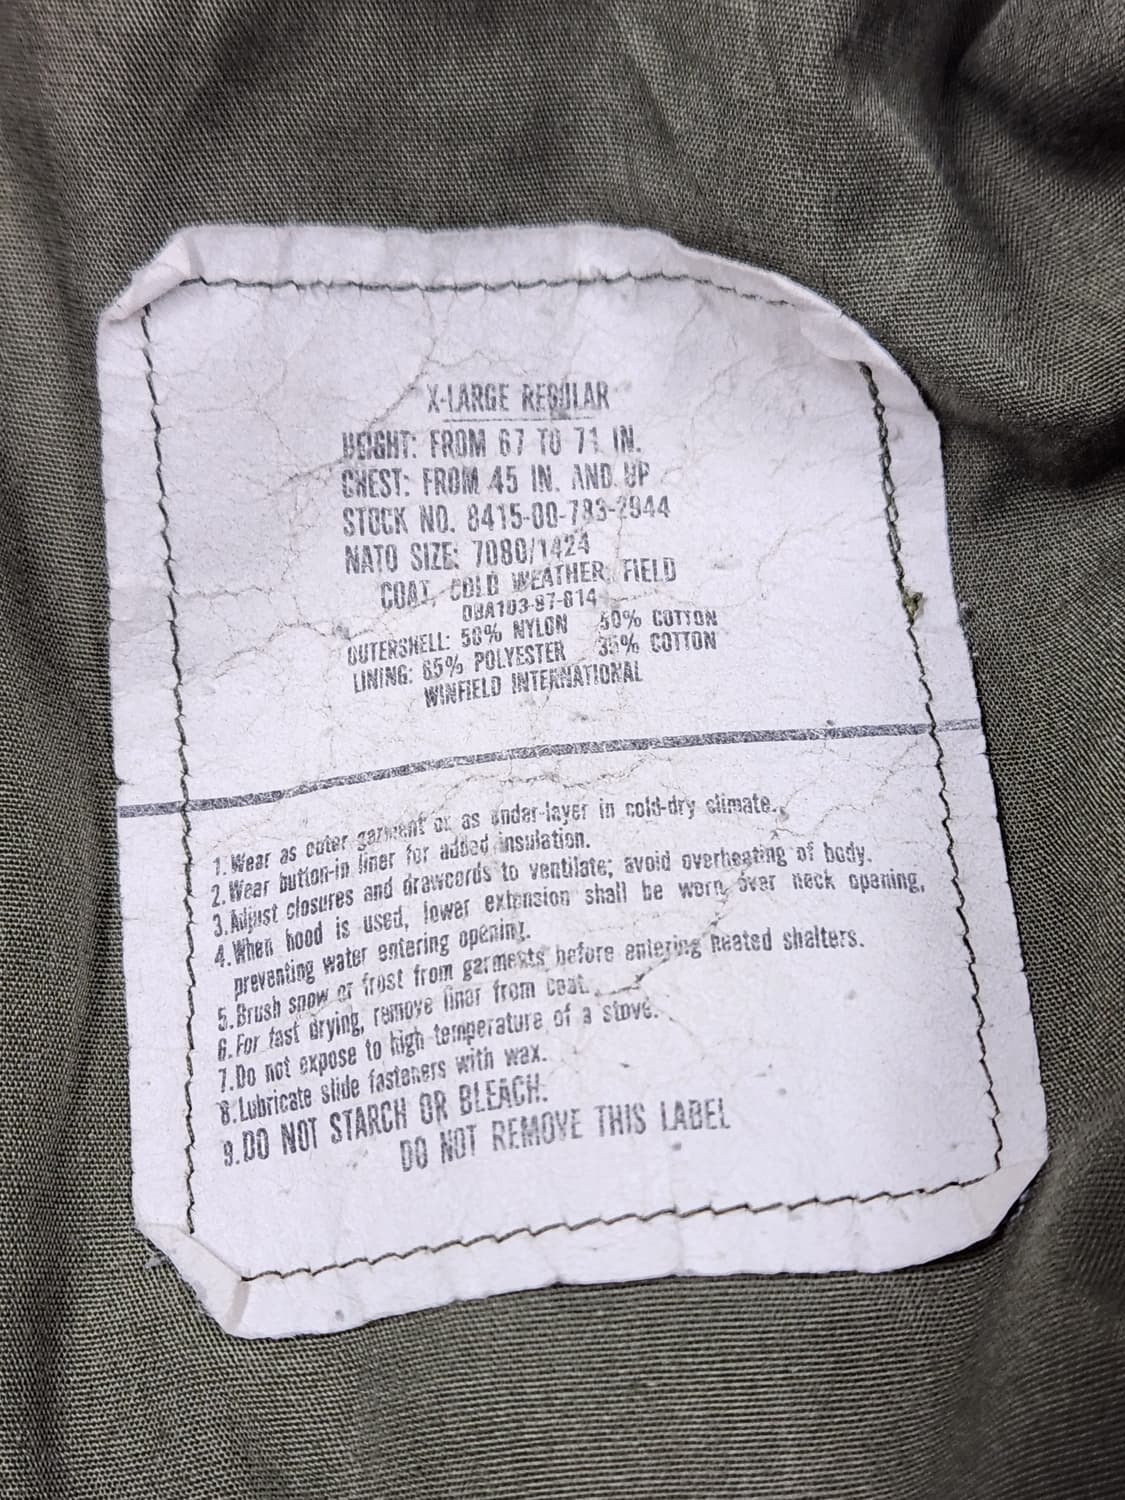 X-LARGE REGULAR
HEIGHT: FROM 67 TO 71 IN.
CHEST: FROM 45 IN. AND UP
STOCK NO. 8415-00-783-2944
NATO SIZE: 7080/1424
COAT, COLD WEATHER, FIELD
OUTERSHELL: 50% NYLON 50% COTTON
LINING: 65% POLYESTER 35% COTTON
WINFIELD INTERNATIONAL
1. Wear as outer garment or as under-layer in cold-dry climate.
2. Wear button-in liner for added insulation.
3. Adjust closures and drawcords to ventilate; avoid overheating of body.
4. When hood is used, lower extension shall be worn over neck opening,
preventing water entering opening.
5. Brush snow or frost from garments before entering heated shelters.
6. For fast drying, remove liner from coat.
7. Do not expose to high temperature of a stove.
8. Lubricate slide fasteners with wax.
9. DO NOT STARCH OR BLEACH.
DO NOT REMOVE THIS LABEL